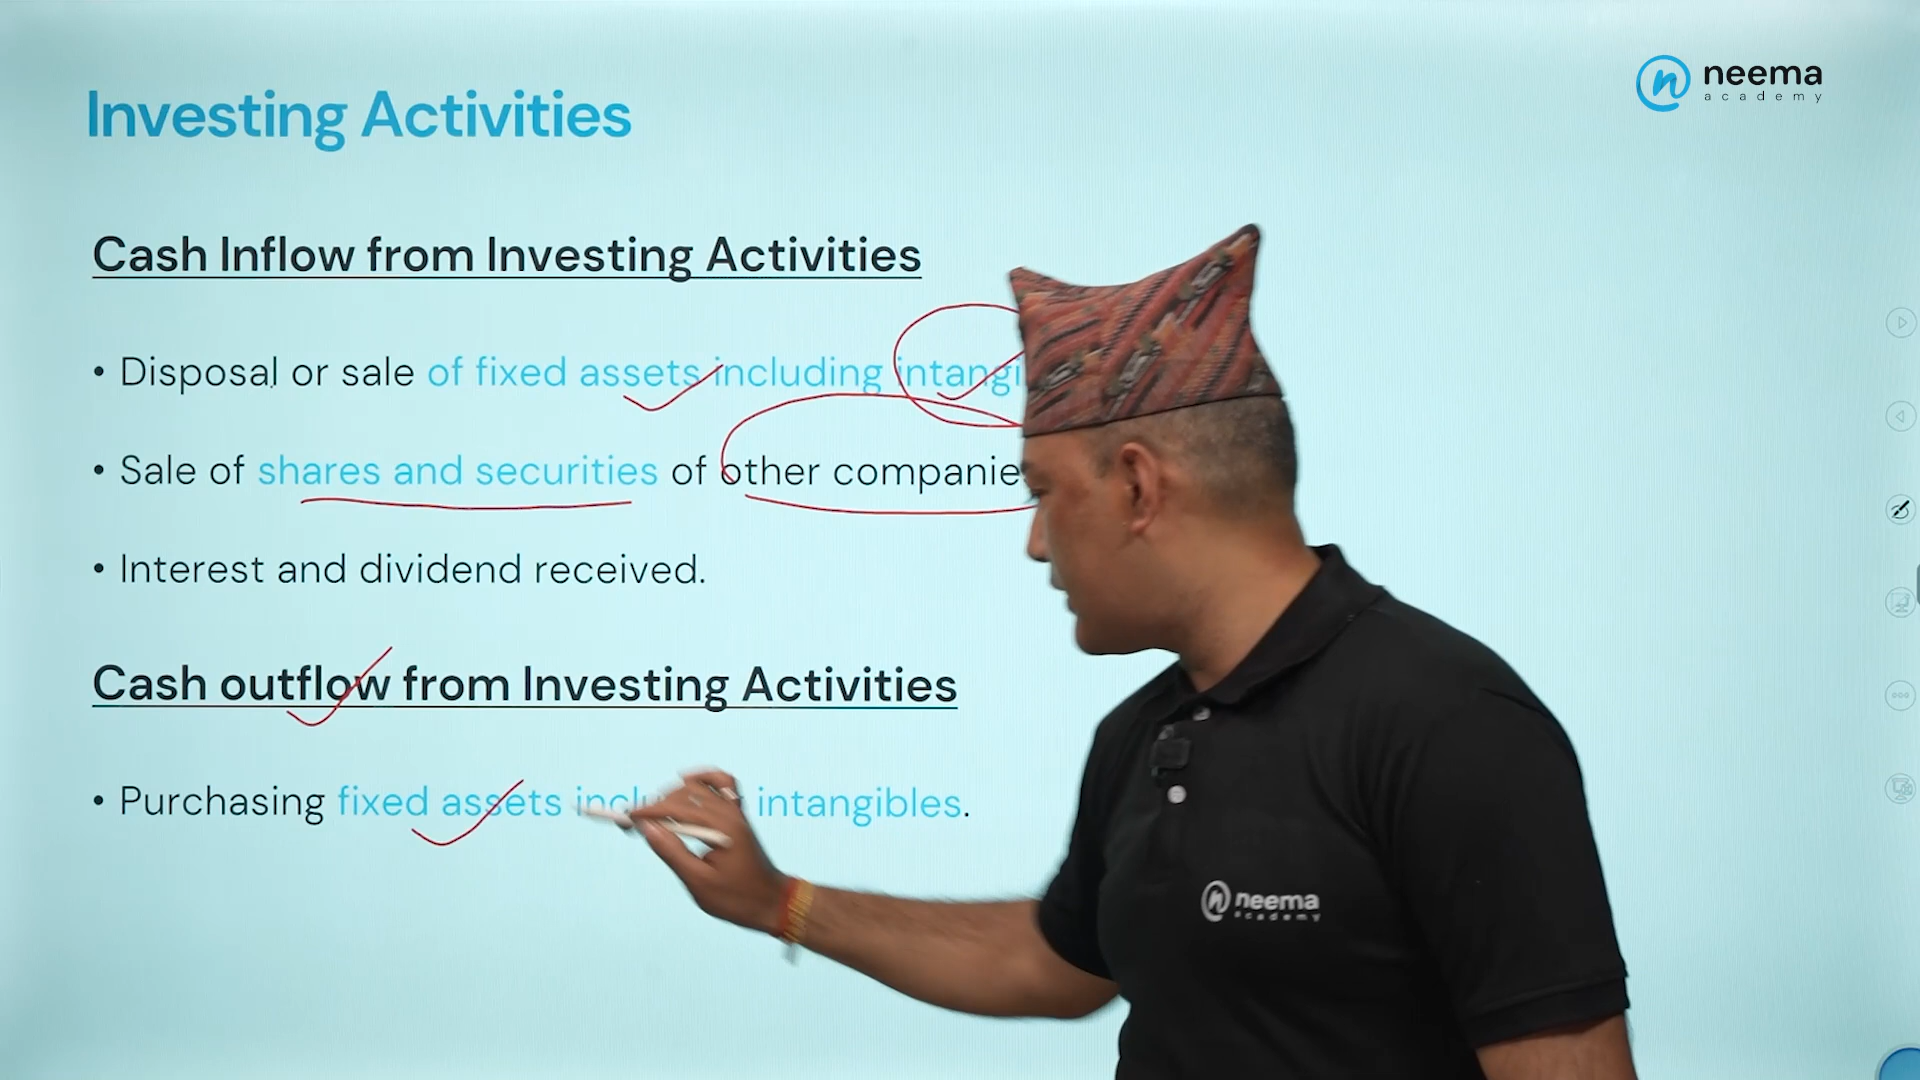 neema
academy
Investing Activities
Cash Inflow from Investing Activities
• Disposal or sale of fixed assets including
• Sale of shares and securities of other
• Interest and dividend received.
Cash outflow from Investing Activities
• Purchasing fixed assets intangibles.
neema
academy